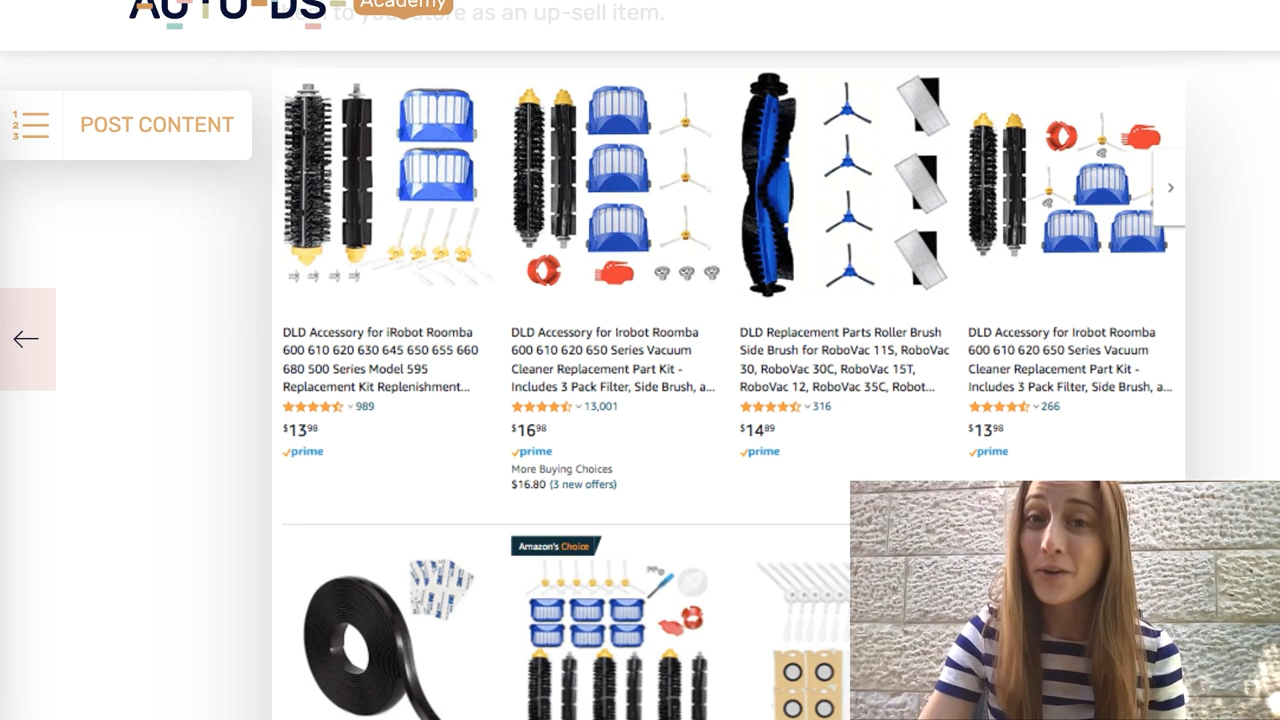 AUTO-DS
Academy
to your store as an up-sell item.
1
2
3
POST CONTENT
DLD Accessory for iRobot Roomba
600 610 620 630 645 650 655 660
680 500 Series Model 595
Replacement Kit Replenishment...
989
$13 98
prime
DLD Accessory for Irobot Roomba
600 610 620 650 Series Vacuum
Cleaner Replacement Part Kit -
Includes 3 Pack Filter, Side Brush, a...
13,001
$16 98
prime
More Buying Choices
$16.80 (3 new offers)
DLD Replacement Parts Roller Brush
Side Brush for RoboVac 11S, RoboVac
30, RoboVac 30C, RoboVac 15T,
RoboVac 12, RoboVac 35C, Robot...
316
$14 89
prime
DLD Accessory for Irobot Roomba
600 610 620 650 Series Vacuum
Cleaner Replacement Part Kit -
Includes 3 Pack Filter, Side Brush, a...
266
$13 98
prime
Amazon's Choice